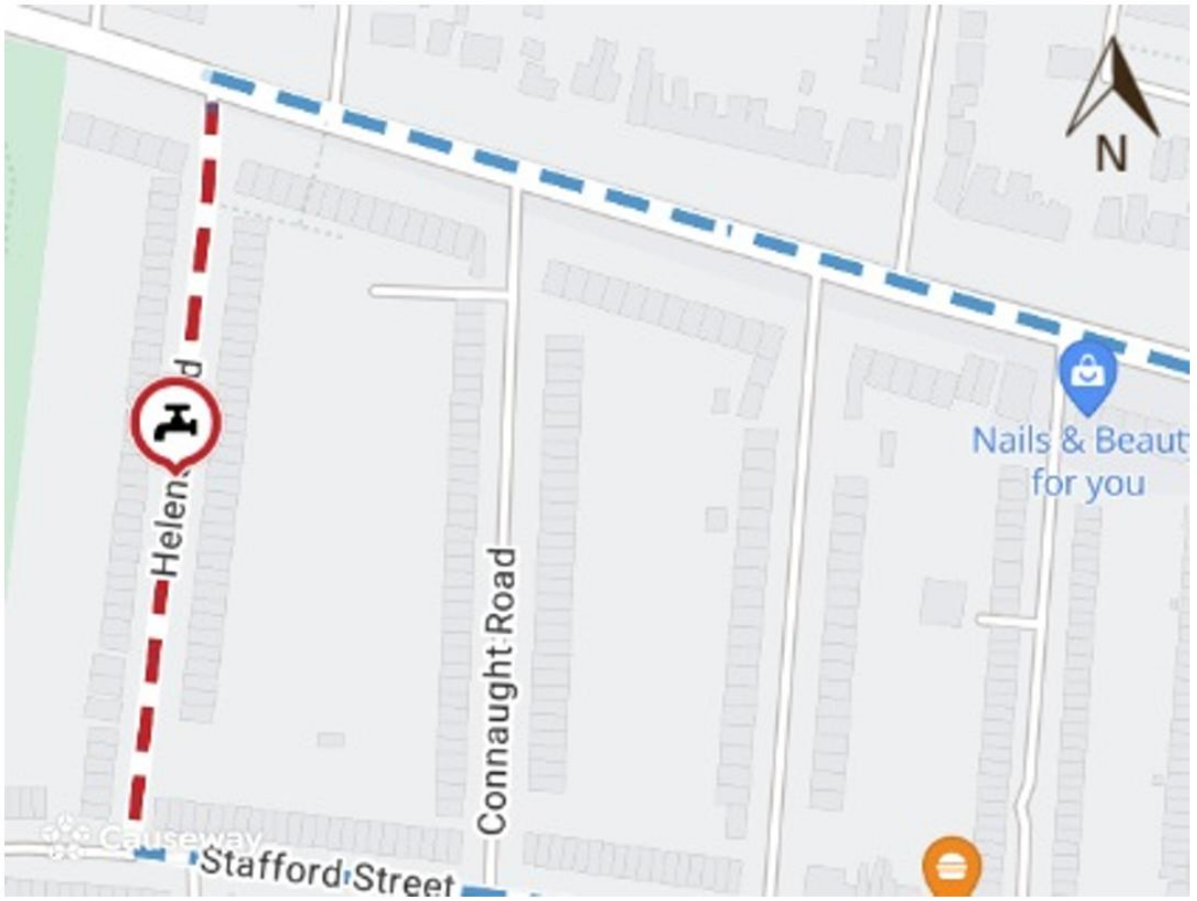 N
Nails & Beaut
for you
Helen
d
Connaught Road
Causeway
Stafford Street